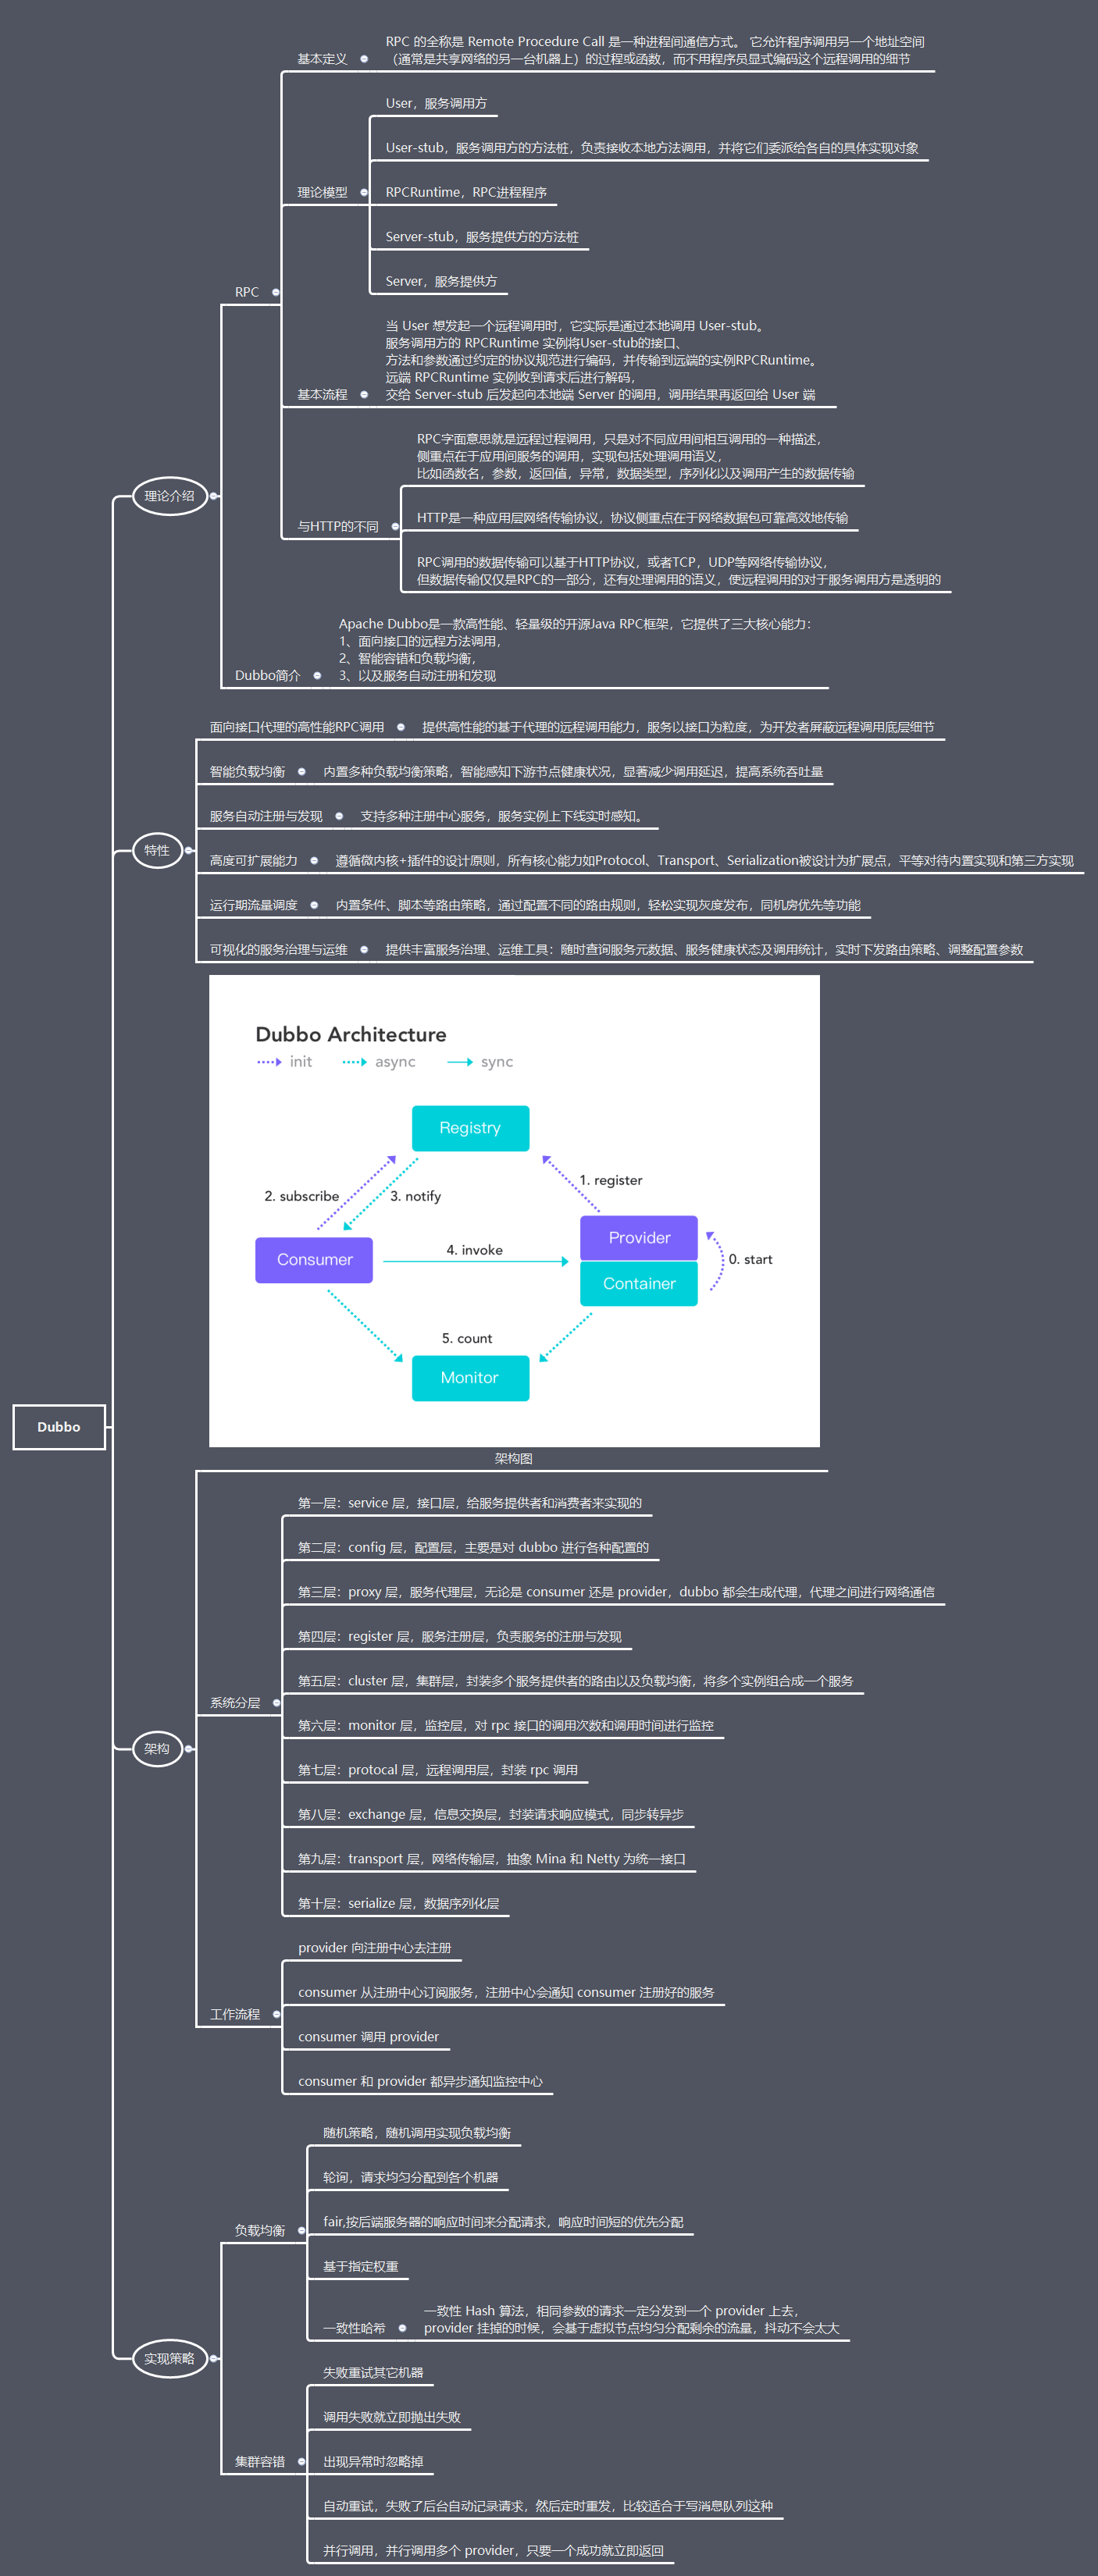 基本定义
RPC 的全称是 Remote Procedure Call 是一种进程间通信方式。 它允许程序调用另一个地址空间
（通常是共享网络的另一台机器上）的过程或函数，而不用程序员显式编码这个远程调用的细节
User，服务调用方
User-stub，服务调用方的方法桩，负责接收本地方法调用，并将它们委派给各自的具体实现对象
理论模型
RPCRuntime，RPC进程程序
Server-stub，服务提供方的方法桩
Server，服务提供方
RPC
当 User 想发起一个远程调用时，它实际是通过本地调用 User-stub。
服务调用方的 RPCRuntime 实例将User-stub的接口、
方法和参数通过约定的协议规范进行编码，并传输到远端的实例RPCRuntime。
远端 RPCRuntime 实例收到请求后进行解码，
基本流程
交给 Server-stub 后发起向本地端 Server 的调用，调用结果再返回给 User 端
RPC字面意思就是远程过程调用，只是对不同应用间相互调用的一种描述，
侧重点在于应用间服务的调用，实现包括处理调用语义，
比如函数名，参数，返回值，异常，数据类型，序列化以及调用产生的数据传输
理论介绍
与HTTP的不同
HTTP是一种应用层网络传输协议，协议侧重点在于网络数据包可靠高效地传输
RPC调用的数据传输可以基于HTTP协议，或者TCP，UDP等网络传输协议，
但数据传输仅仅是RPC的一部分，还有处理调用的语义，使远程调用的对于服务调用方是透明的
Dubbo简介
Apache Dubbo是一款高性能、轻量级的开源Java RPC框架，它提供了三大核心能力：
1、面向接口的远程方法调用，
2、智能容错和负载均衡，
3、以及服务自动注册和发现
面向接口代理的高性能RPC调用
提供高性能的基于代理的远程调用能力，服务以接口为粒度，为开发者屏蔽远程调用底层细节
智能负载均衡
内置多种负载均衡策略，智能感知下游节点健康状况，显著减少调用延迟，提高系统吞吐量
服务自动注册与发现
支持多种注册中心服务，服务实例上下线实时感知。
特性
高度可扩展能力
遵循微内核+插件的设计原则，所有核心能力如Protocol、Transport、Serialization被设计为扩展点，平等对待内置实现和第三方实现
运行期流量调度
内置条件、脚本等路由策略，通过配置不同的路由规则，轻松实现灰度发布，同机房优先等功能
可视化的服务治理与运维
提供丰富服务治理、运维工具：随时查询服务元数据、服务健康状态及调用统计，实时下发路由策略、调整配置参数
Dubbo Architecture
init
async
sync
Registry
1. register
2. subscribe
3. notify
Provider
4. invoke
0. start
Consumer
Container
5. count
Monitor
Dubbo
架构图
第一层：service 层，接口层，给服务提供者和消费者来实现的
第二层：config 层，配置层，主要是对 dubbo 进行各种配置的
第三层：proxy 层，服务代理层，无论是 consumer 还是 provider，dubbo 都会生成代理，代理之间进行网络通信
第四层：register 层，服务注册层，负责服务的注册与发现
第五层：cluster 层，集群层，封装多个服务提供者的路由以及负载均衡，将多个实例组合成一个服务
系统分层
第六层：monitor 层，监控层，对 rpc 接口的调用次数和调用时间进行监控
架构
第七层：protocal 层，远程调用层，封装 rpc 调用
第八层：exchange 层，信息交换层，封装请求响应模式，同步转异步
第九层：transport 层，网络传输层，抽象 Mina 和 Netty 为统一接口
第十层：serialize 层，数据序列化层
provider 向注册中心去注册
consumer 从注册中心订阅服务，注册中心会通知 consumer 注册好的服务
工作流程
consumer 调用 provider
consumer 和 provider 都异步通知监控中心
随机策略，随机调用实现负载均衡
轮询，请求均匀分配到各个机器
负载均衡
fair,按后端服务器的响应时间来分配请求，响应时间短的优先分配
基于指定权重
一致性哈希
一致性 Hash 算法，相同参数的请求一定分发到一个 provider 上去，
provider 挂掉的时候，会基于虚拟节点均匀分配剩余的流量，抖动不会太大
实现策略
失败重试其它机器
调用失败就立即抛出失败
集群容错
出现异常时忽略掉
自动重试，失败了后台自动记录请求，然后定时重发，比较适合于写消息队列这种
并行调用，并行调用多个 provider，只要一个成功就立即返回